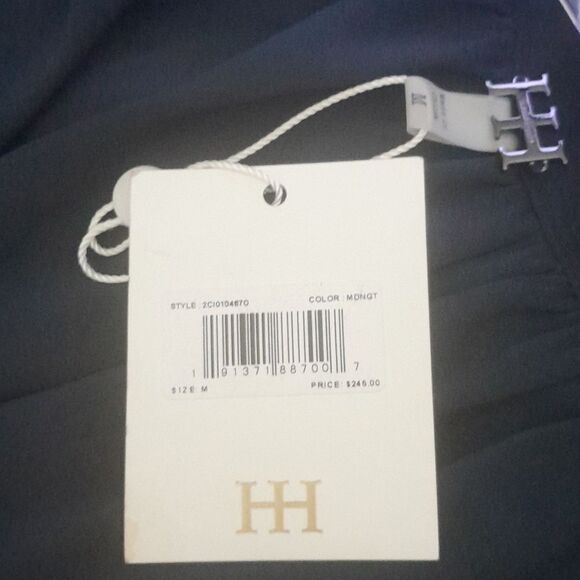 STYLE : 2CI0104670 COLOR : MDNGT
1 91371 88700 7
SIZE: M PRICE: $245.00
HH
M